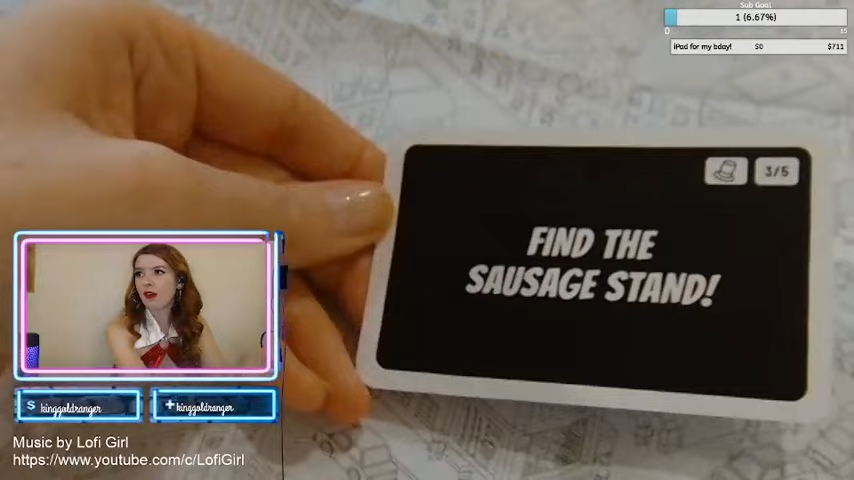 Sub Goal
1 (6.67%)
0
15
iPad for my bday! $0 $711
3/5
FIND THE
SAUSAGE STAND!
kinggoldranger
kinggoldranger
Music by Lofi Girl
https://www.youtube.com/c/LofiGirl